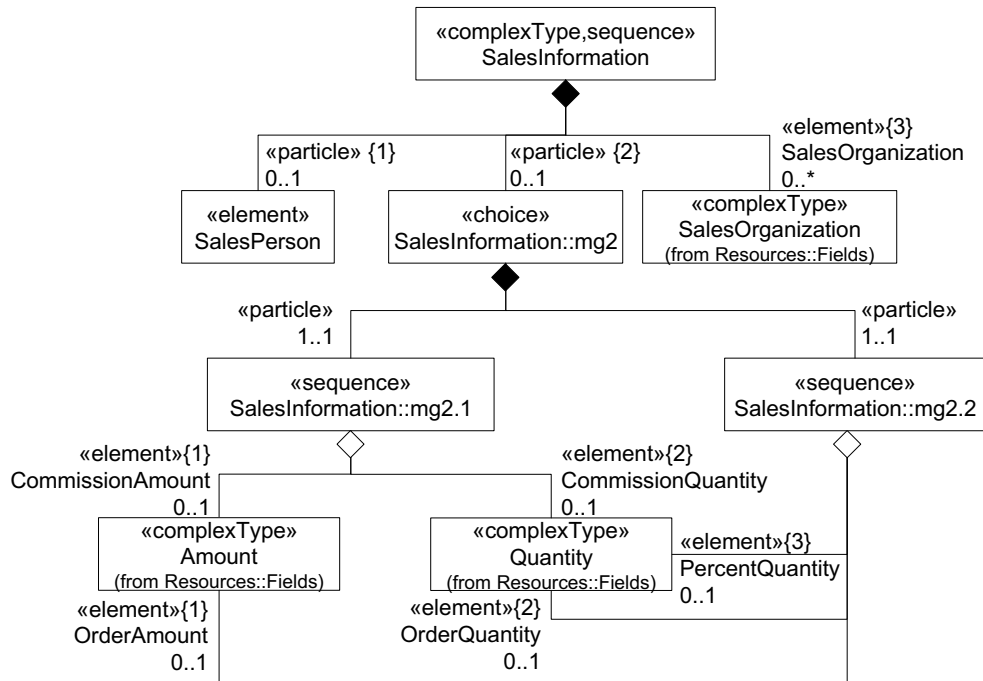 «complexType,sequence»
SalesInformation
«particle» {1}
0..1
«particle» {2}
0..1
«element»{3}
SalesOrganization
0..*
«element»
SalesPerson
«choice»
SalesInformation::mg2
«complexType»
SalesOrganization
(from Resources::Fields)
«particle»
1..1
«particle»
1..1
«sequence»
SalesInformation::mg2.1
«sequence»
SalesInformation::mg2.2
«element»{1}
CommissionAmount
0..1
«element»{2}
CommissionQuantity
0..1
«complexType»
Amount
(from Resources::Fields)
«complexType»
Quantity
(from Resources::Fields)
«element»{3}
PercentQuantity
0..1
«element»{1}
OrderAmount
0..1
«element»{2}
OrderQuantity
0..1